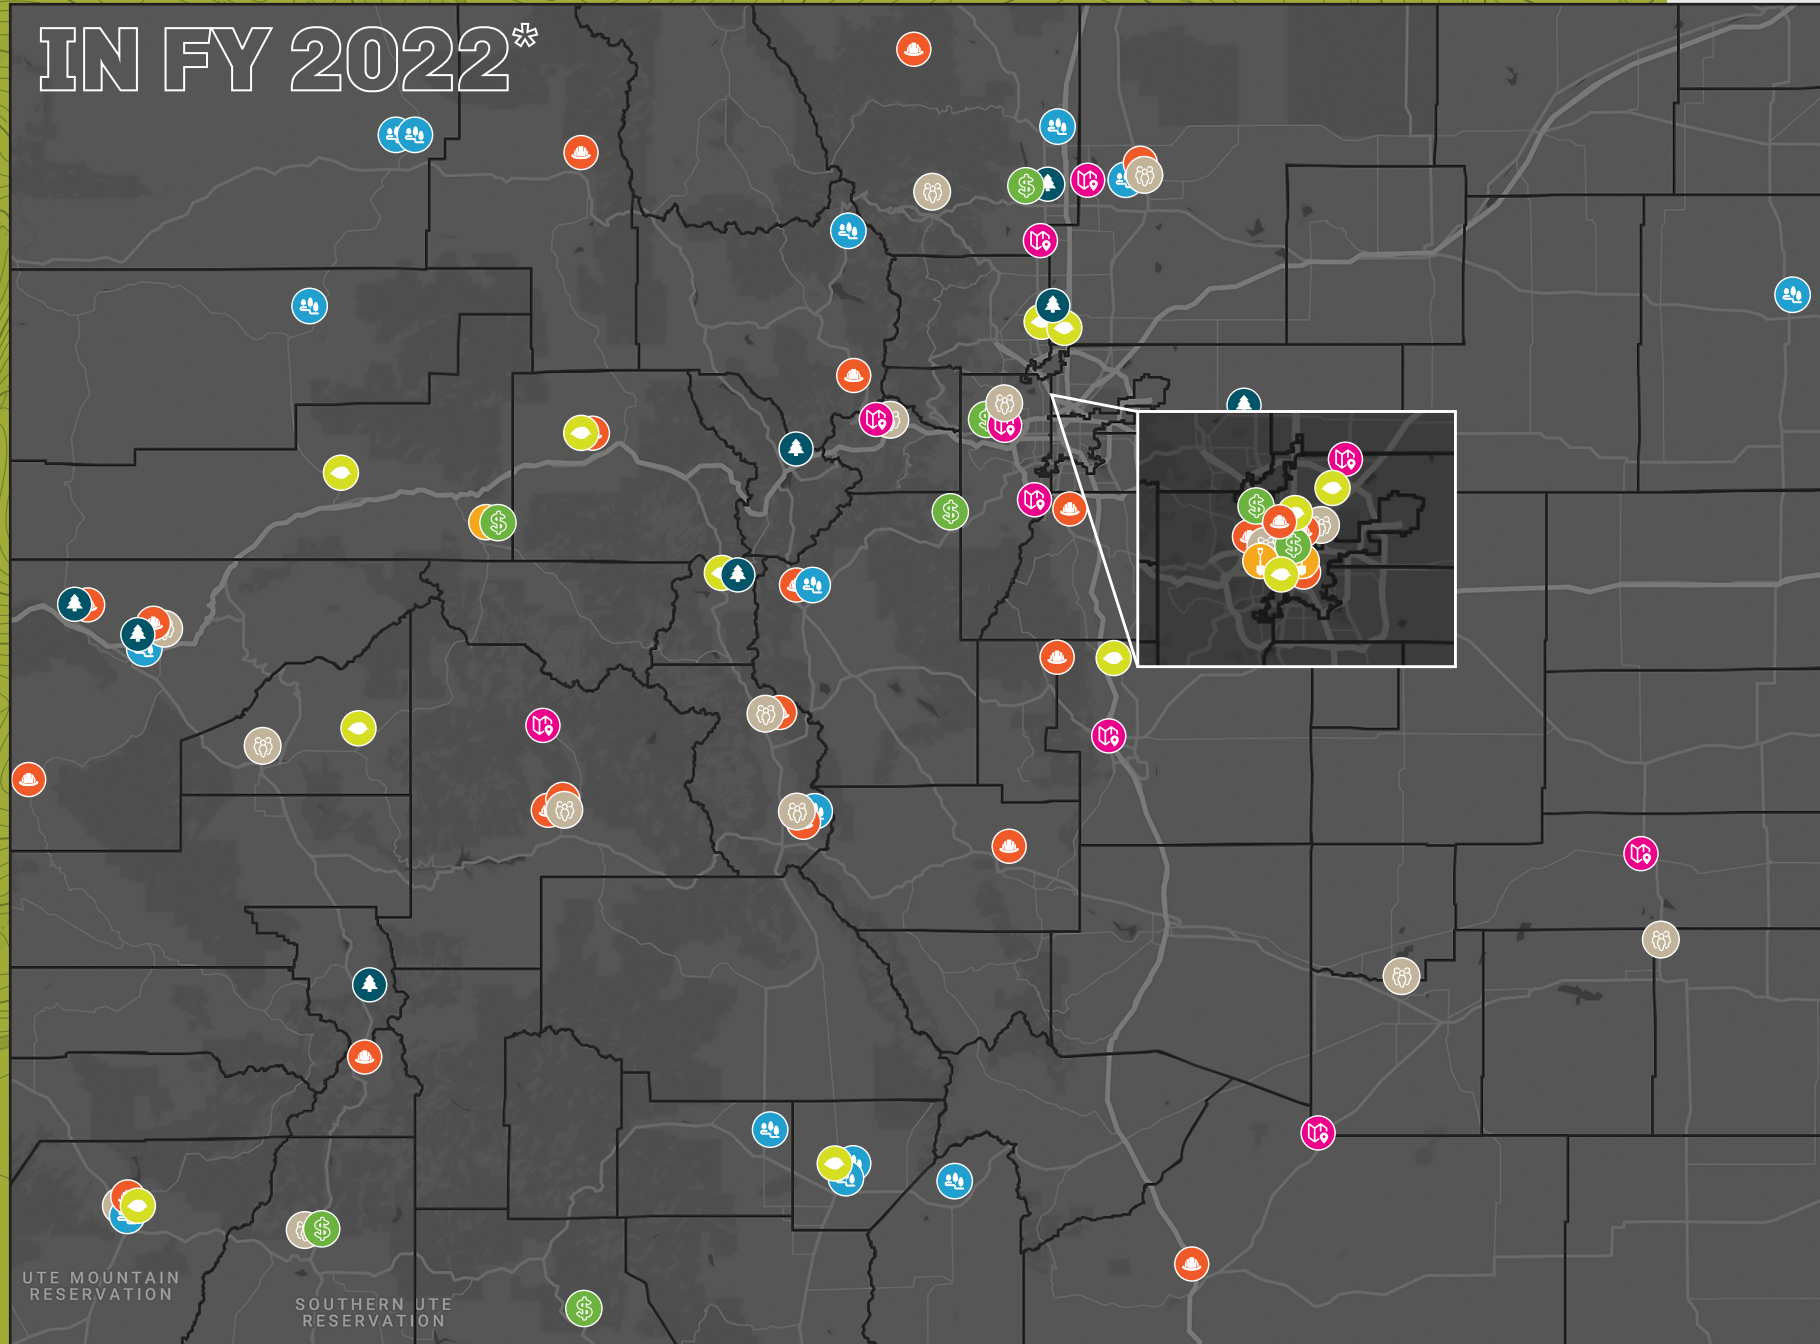 IN FY 2022*
UTE MOUNTAIN
RESERVATION
SOUTHERN UTE
RESERVATION